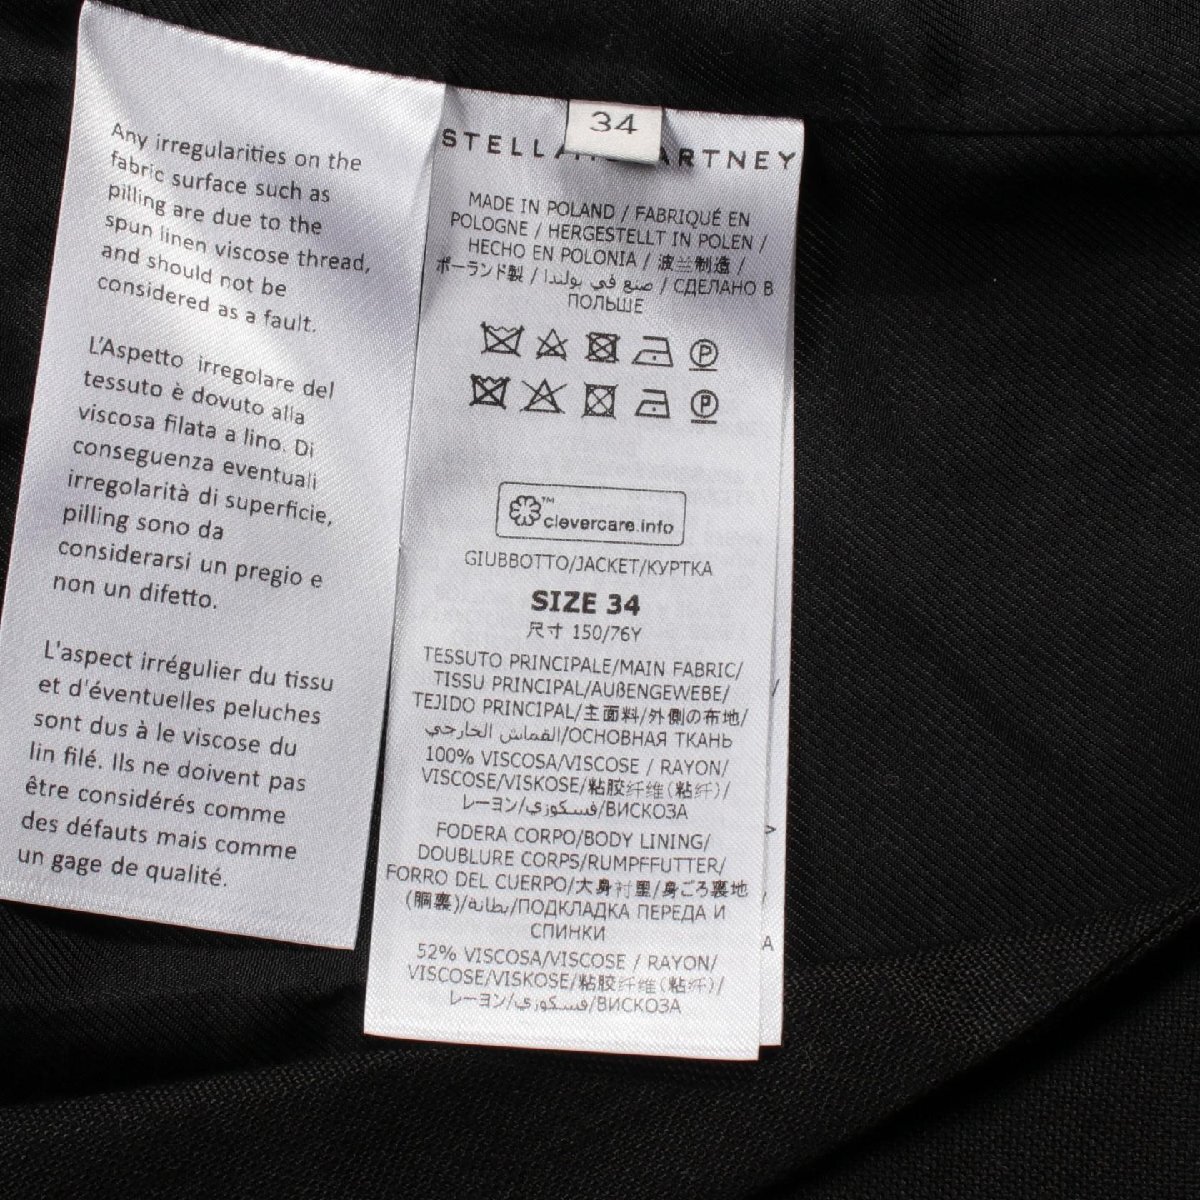 Any irregularities on the
fabric surface such as
pilling are due to the
spun linen viscose thread,
and should not be
considered as a fault.
L’Aspetto irregolare del
tessuto è dovuto alla
viscosa filata a lino. Di
conseguenza eventuali
irregolarità di superficie,
pilling sono da
considerarsi un pregio e
non un difetto.
L'aspect irrégulier du tissu
et d'éventuelles peluches
sont dus à le viscose du
lin filé. Ils ne doivent pas
être considérés comme
des défauts mais comme
un gage de qualité.
34
MADE IN POLAND / FABRIQUÉ EN
POLOGNE / HERGESTELLT IN POLEN /
HECHO EN POLONIA / 波兰制造 /
ポーランド製 / صنع في بولندا / СДЕЛАНО В
ПОЛЬШЕ
P
P
™
clevercare.info
GIUBBOTTO/JACKET/КУРТКА
SIZE 34
尺寸 150/76Y
TESSUTO PRINCIPALE/MAIN FABRIC/
TISSU PRINCIPAL/AUßENGEWEBE/
TEJIDO PRINCIPAL/主面料/外側の布地/
القماش الخارجي/ОСНОВНАЯ ТКАНЬ
100% VISCOSA/VISCOSE / RAYON/
VISCOSE/VISKOSE/粘胶纤维(粘纤)/
レーヨン/فسكوزي/ВИСКОЗА
FODERA CORPO/BODY LINING/
DOUBLURE CORPS/RUMPFFUTTER/
FORRO DEL CUERPO/大身衬里/身ごろ裏地
(胴裏)/بطانة/ПОДКЛАДКА ПЕРЕДА И
СПИНКИ
52% VISCOSA/VISCOSE / RAYON/
VISCOSE/VISKOSE/粘胶纤维(粘纤)/
レーヨン/فسكوزي/ВИСКОЗА